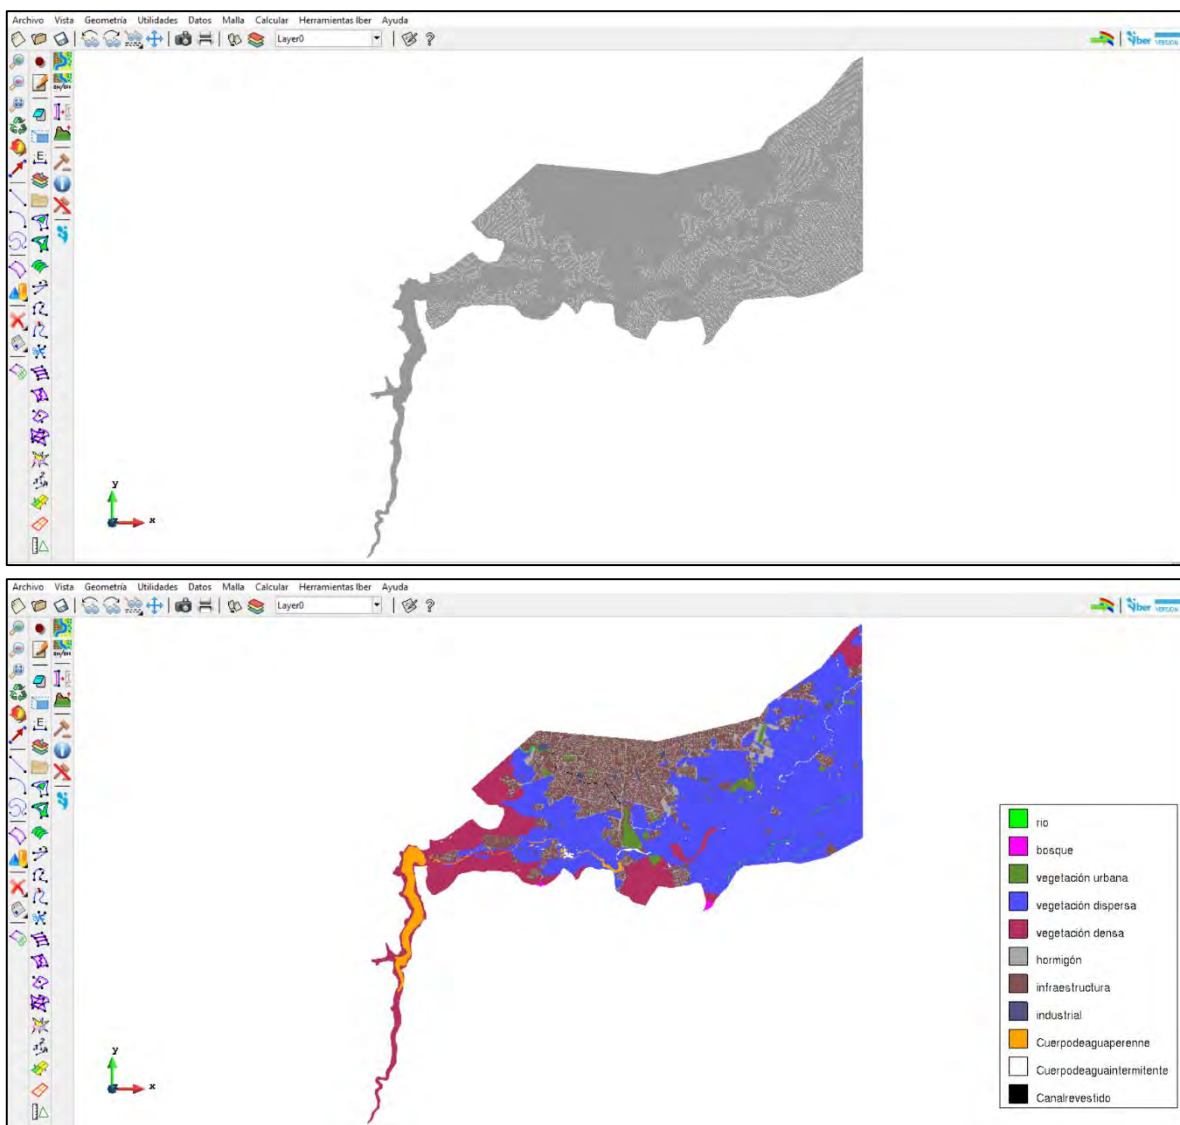 Archivo Vista Geometría Utilidades Datos Malla Calcular Herramientas Iber Ayuda
Layer0 ?
Iber
VERSION
E
y
x
Archivo Vista Geometría Utilidades Datos Malla Calcular Herramientas Iber Ayuda
Layer0 ?
Iber
VERSION
E
rio
bosque
vegetación urbana
vegetación dispersa
vegetación densa
hormigón
infraestructura
industrial
Cuerpodeaguaperenne
Cuerpodeaguaintermitente
Canalrevestido
y
x